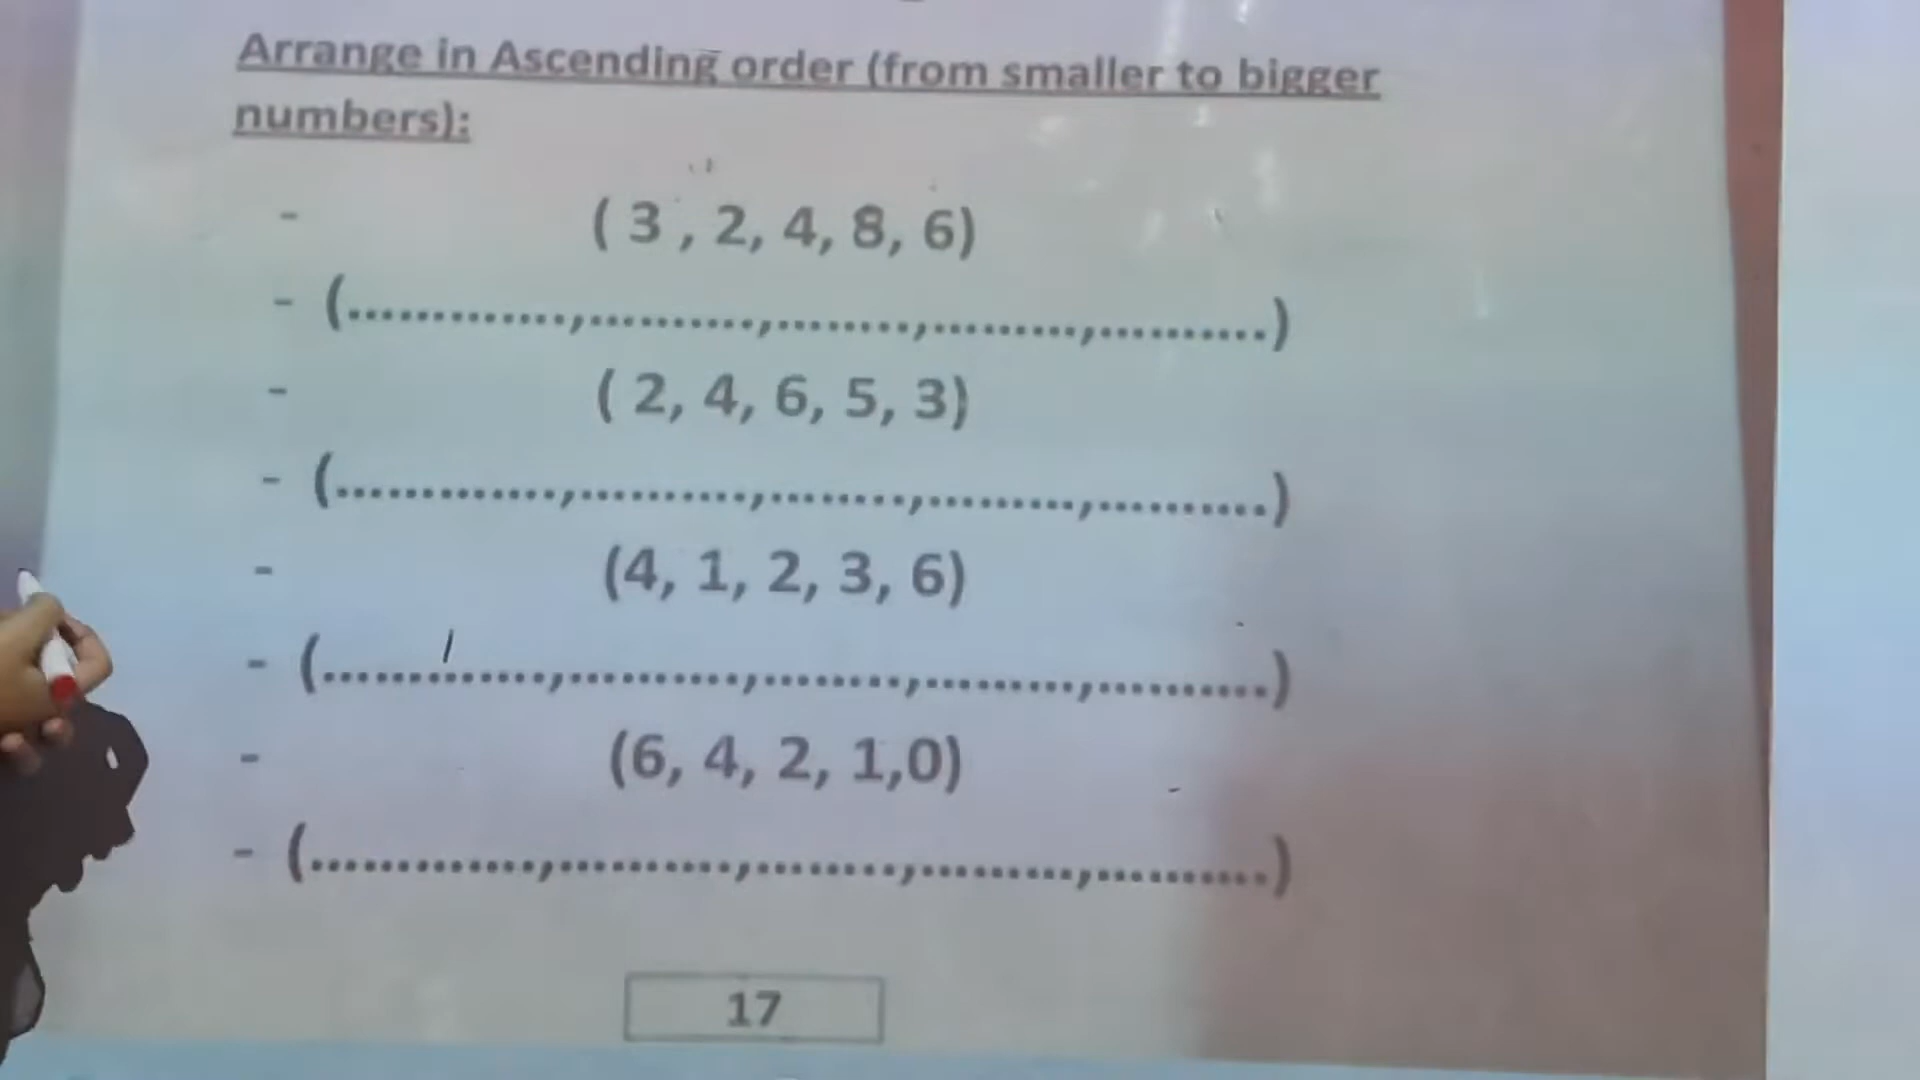 Arrange in Ascending order (from smaller to bigger
numbers):
- ( 3 , 2, 4, 8, 6)
- (.............,..........,........,.........,..........)
- ( 2, 4, 6, 5, 3)
- (.............,..........,........,.........,..........)
- (4, 1, 2, 3, 6)
- (......1.......,..........,........,.........,..........)
- (6, 4, 2, 1,0)
- (.............,..........,........,.........,..........)
17